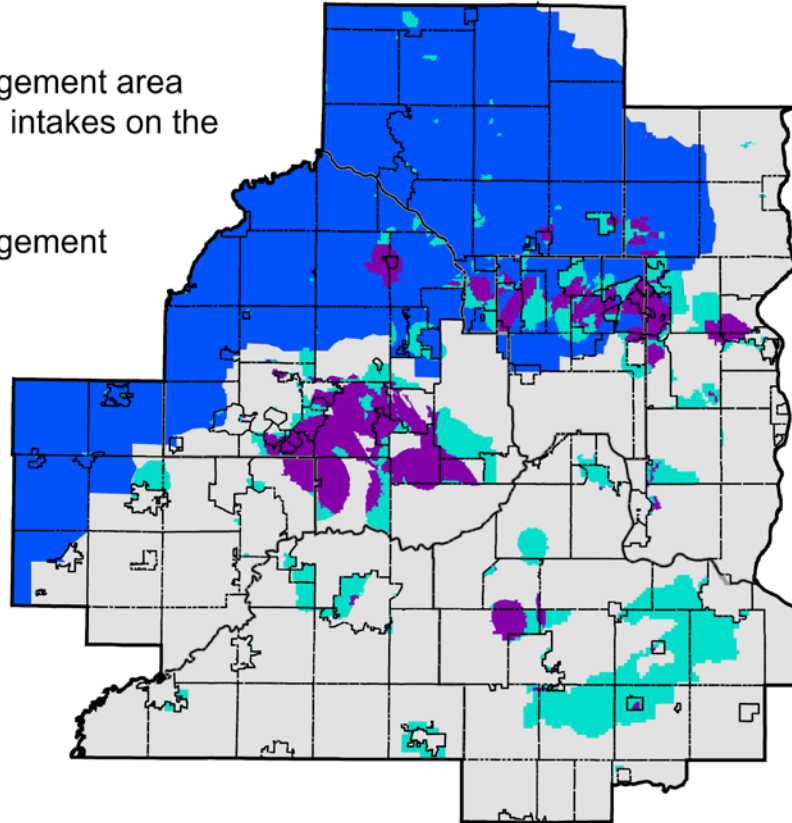 gement area
intakes on the
gement